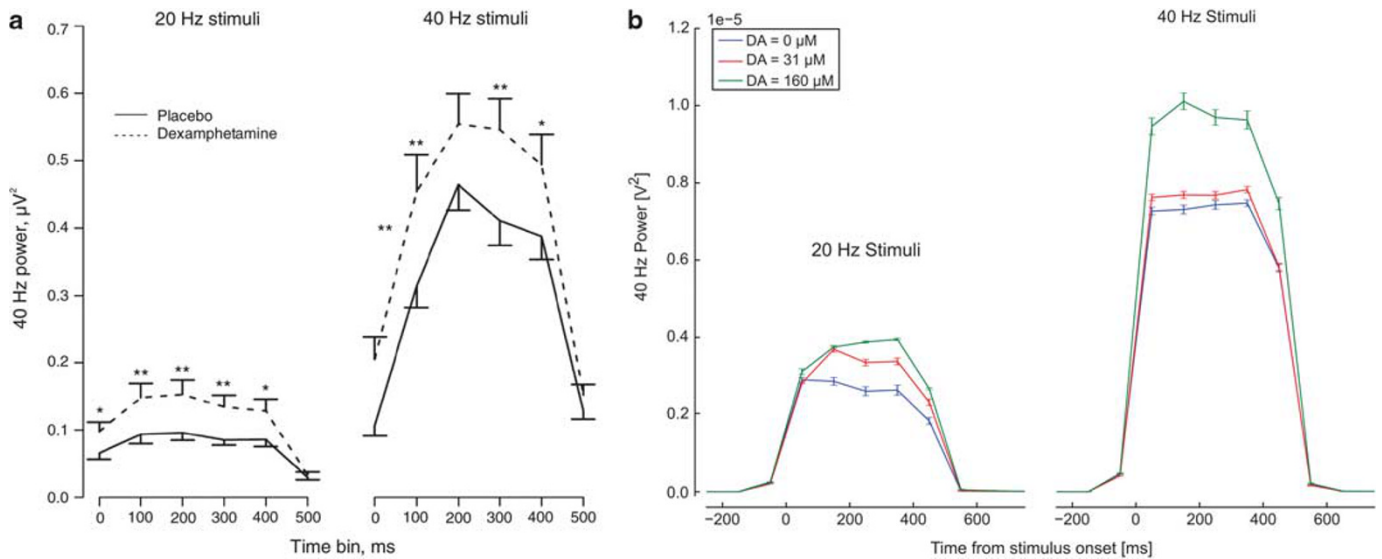 a
20 Hz stimuli
40 Hz stimuli
0.7
0.6
0.5
0.4
0.3
0.2
0.1
0.0
40 Hz power, µV²
Placebo
Dexamphetamine
* ** ** ** *
** ** ** *
0 100 200 300 400 500
0 100 200 300 400 500
Time bin, ms
b
1e−5
40 Hz Stimuli
20 Hz Stimuli
DA = 0 µM
DA = 31 µM
DA = 160 µM
1.2
1.0
0.8
0.6
0.4
0.2
0.0
40 Hz Power [V²]
−200 0 200 400 600
−200 0 200 400 600
Time from stimulus onset [ms]